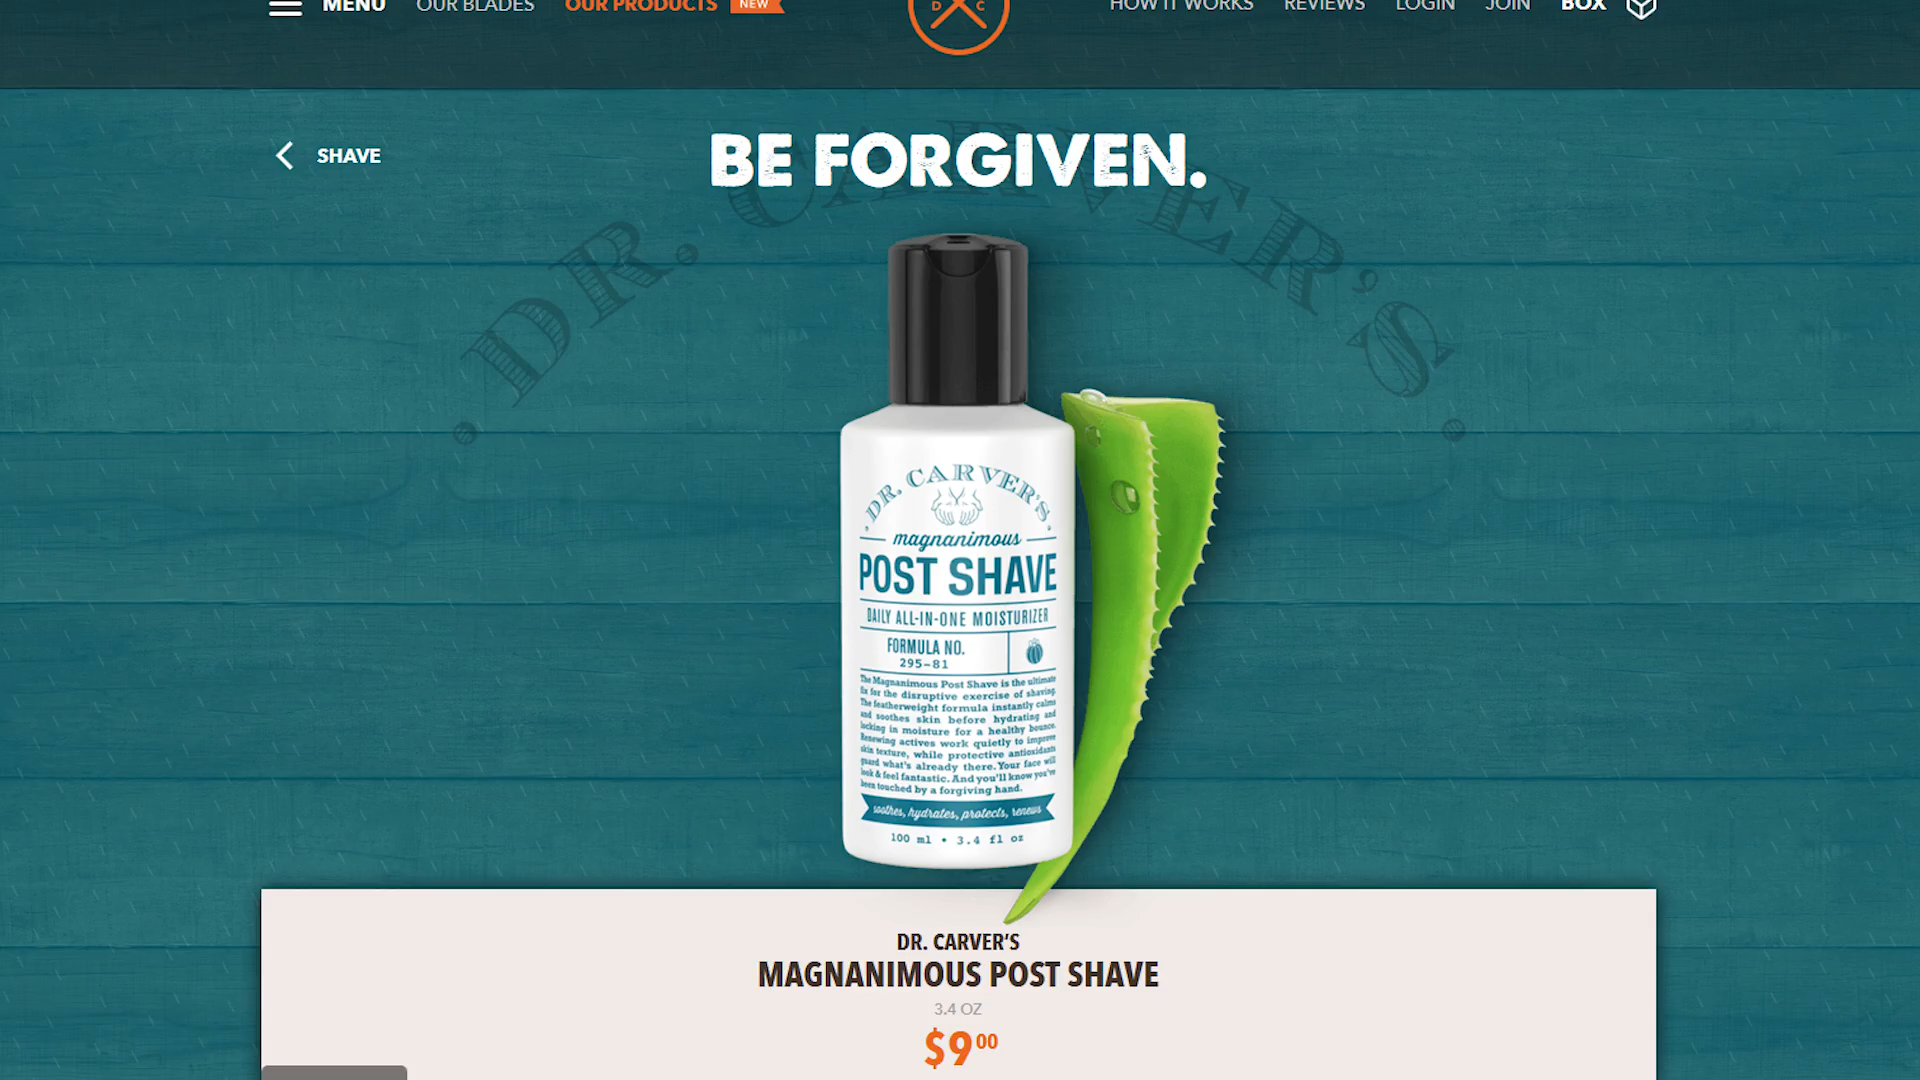 MENU OUR BLADES OUR PRODUCTS NEW D C HOW IT WORKS REVIEWS LOGIN JOIN BOX
SHAVE
BE FORGIVEN.
• DR. CARVER'S •
• DR. CARVER'S •
magnanimous
POST SHAVE
DAILY ALL-IN-ONE MOISTURIZER
FORMULA NO.
295-81
The Magnanimous Post Shave is the ultimate
fix for the disruptive exercise of shaving.
The featherweight formula instantly calms
and soothes skin before hydrating and
locking in moisture for a healthy bounce.
Renewing actives work quietly to improve
skin texture, while protective antioxidants
guard what's already there. Your face will
look & feel fantastic. And you'll know you've
been touched by a forgiving hand.
soothes, hydrates, protects, renews
100 ml • 3.4 fl oz
DR. CARVER'S
MAGNANIMOUS POST SHAVE
3.4 OZ
$9 00